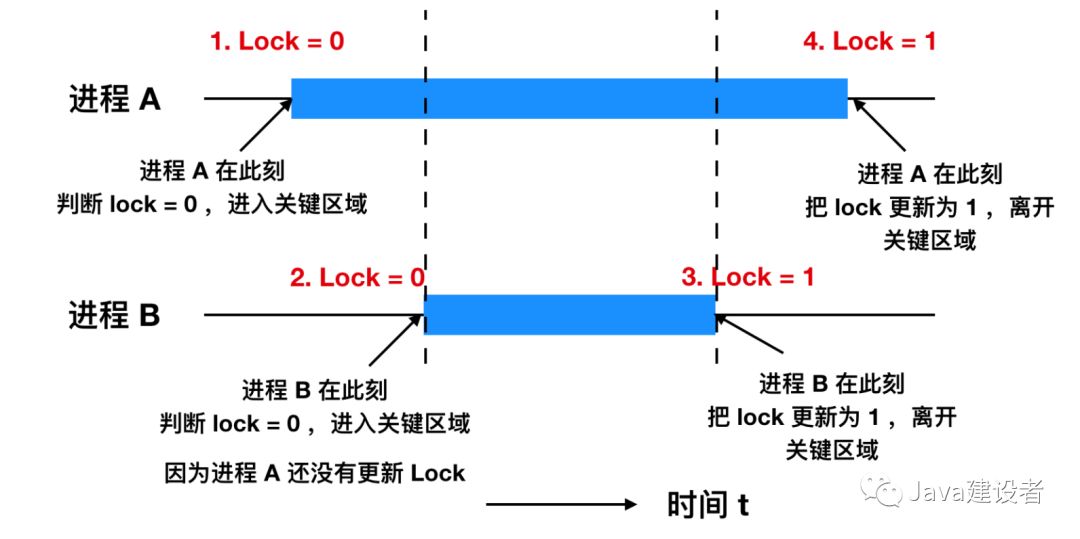 1. Lock = 0
4. Lock = 1
进程 A
进程 A 在此刻
判断 lock = 0 ，进入关键区域
进程 A 在此刻
把 lock 更新为 1 ，离开
关键区域
2. Lock = 0
3. Lock = 1
进程 B
进程 B 在此刻
判断 lock = 0 ，进入关键区域
因为进程 A 还没有更新 Lock
进程 B 在此刻
把 lock 更新为 1 ，离开
关键区域
时间 t
Java建设者